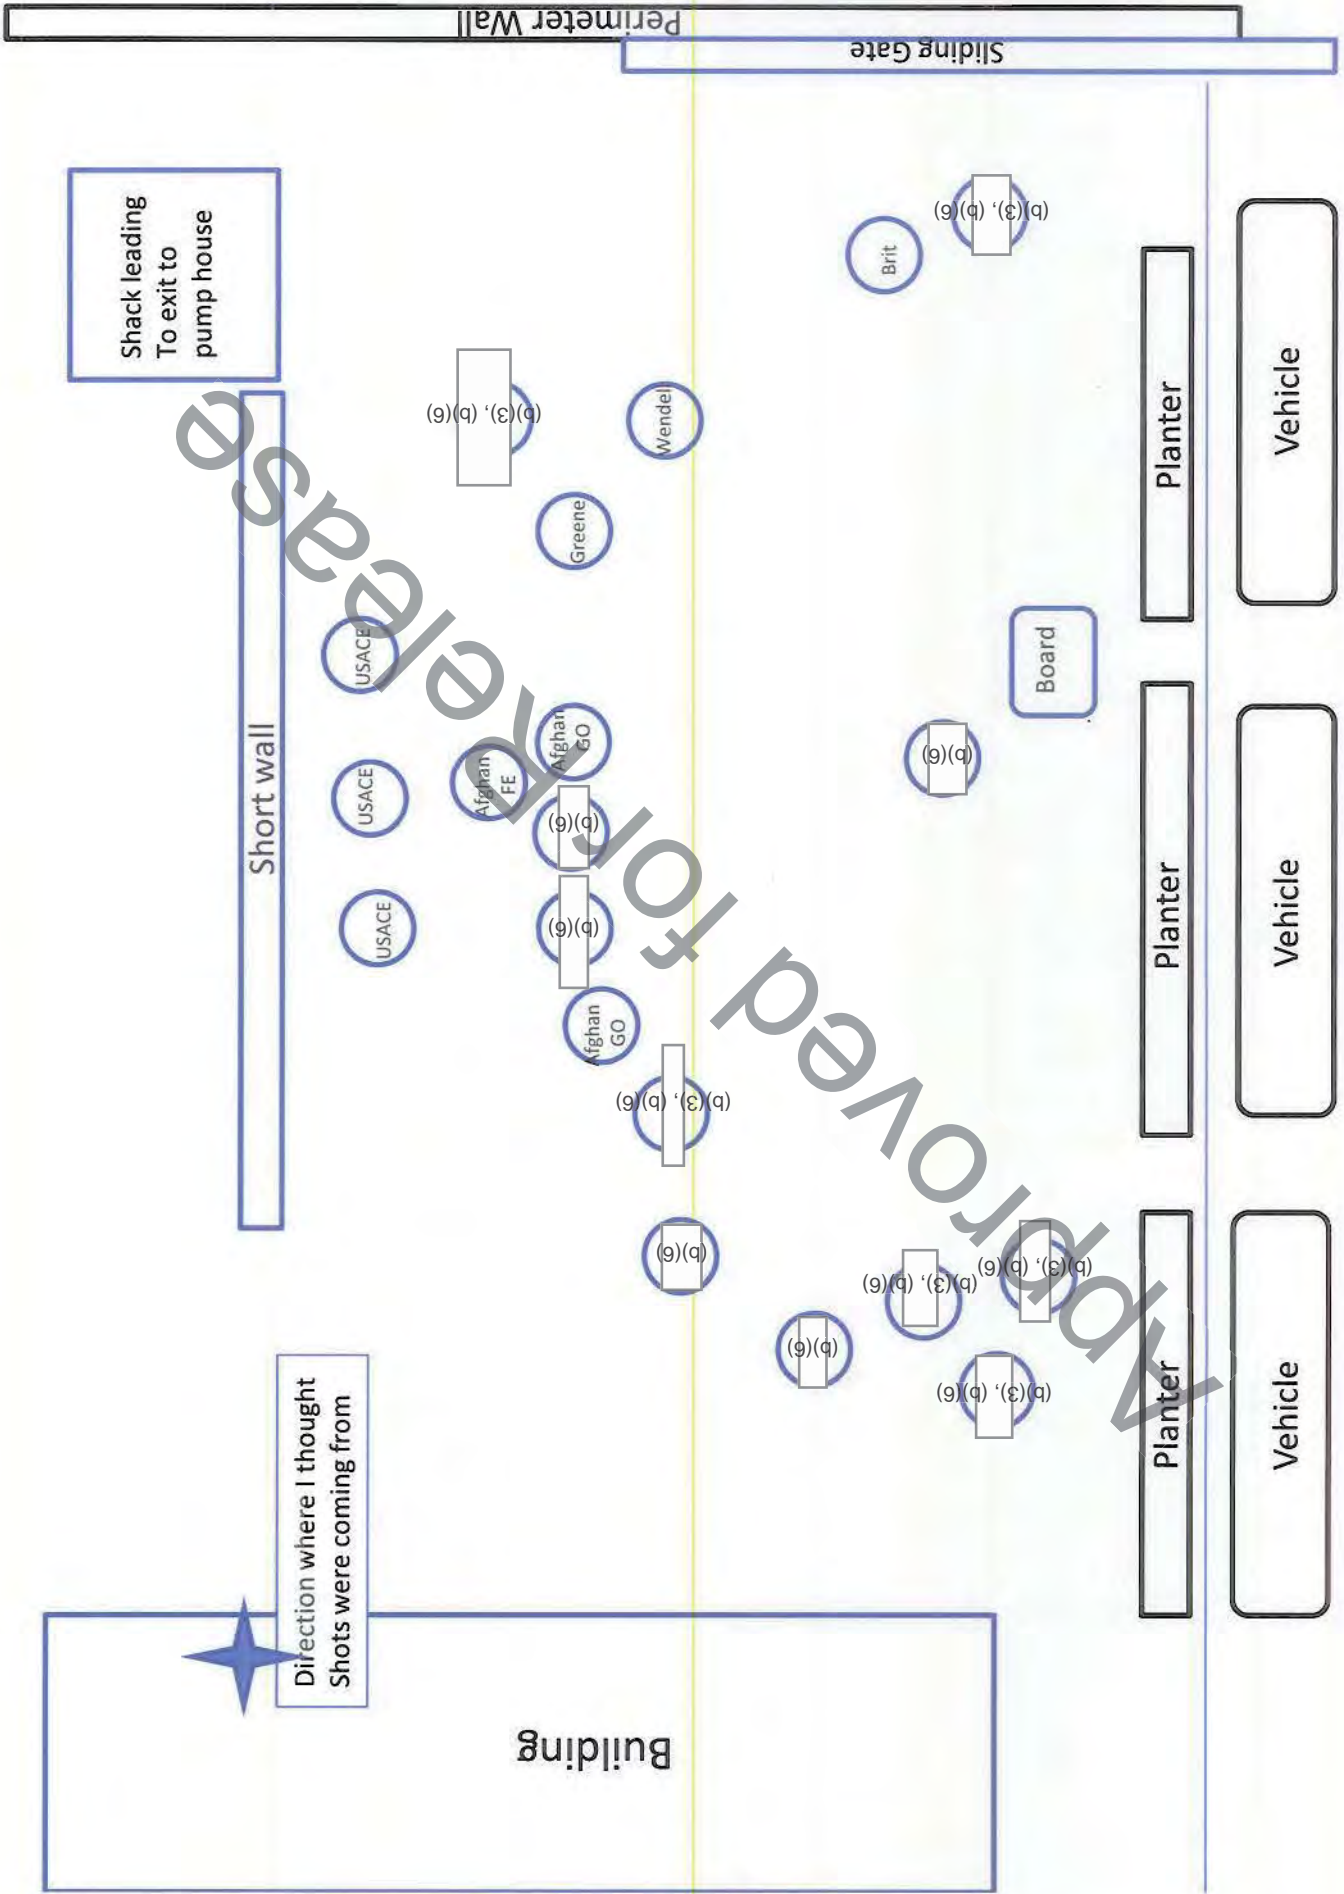 Perimeter Wall
Sliding Gate
Shack leading
To exit to
pump house
(b)(3), (b)(6)
Brit
(b)(3), (b)(6)
Wendel
Greene
Planter
Vehicle
USACE
Board
Afghan
GO
Short wall
USACE
Afghan
FE
(b)(6)
(b)(6)
USACE
(b)(6)
Afghan
GO
Planter
Vehicle
(b)(3), (b)(6)
(b)(6)
(b)(3), (b)(6)
(b)(3), (b)(6)
(b)(6)
(b)(3), (b)(6)
Planter
Vehicle
Direction where I thought
Shots were coming from
Building
Approved for Release